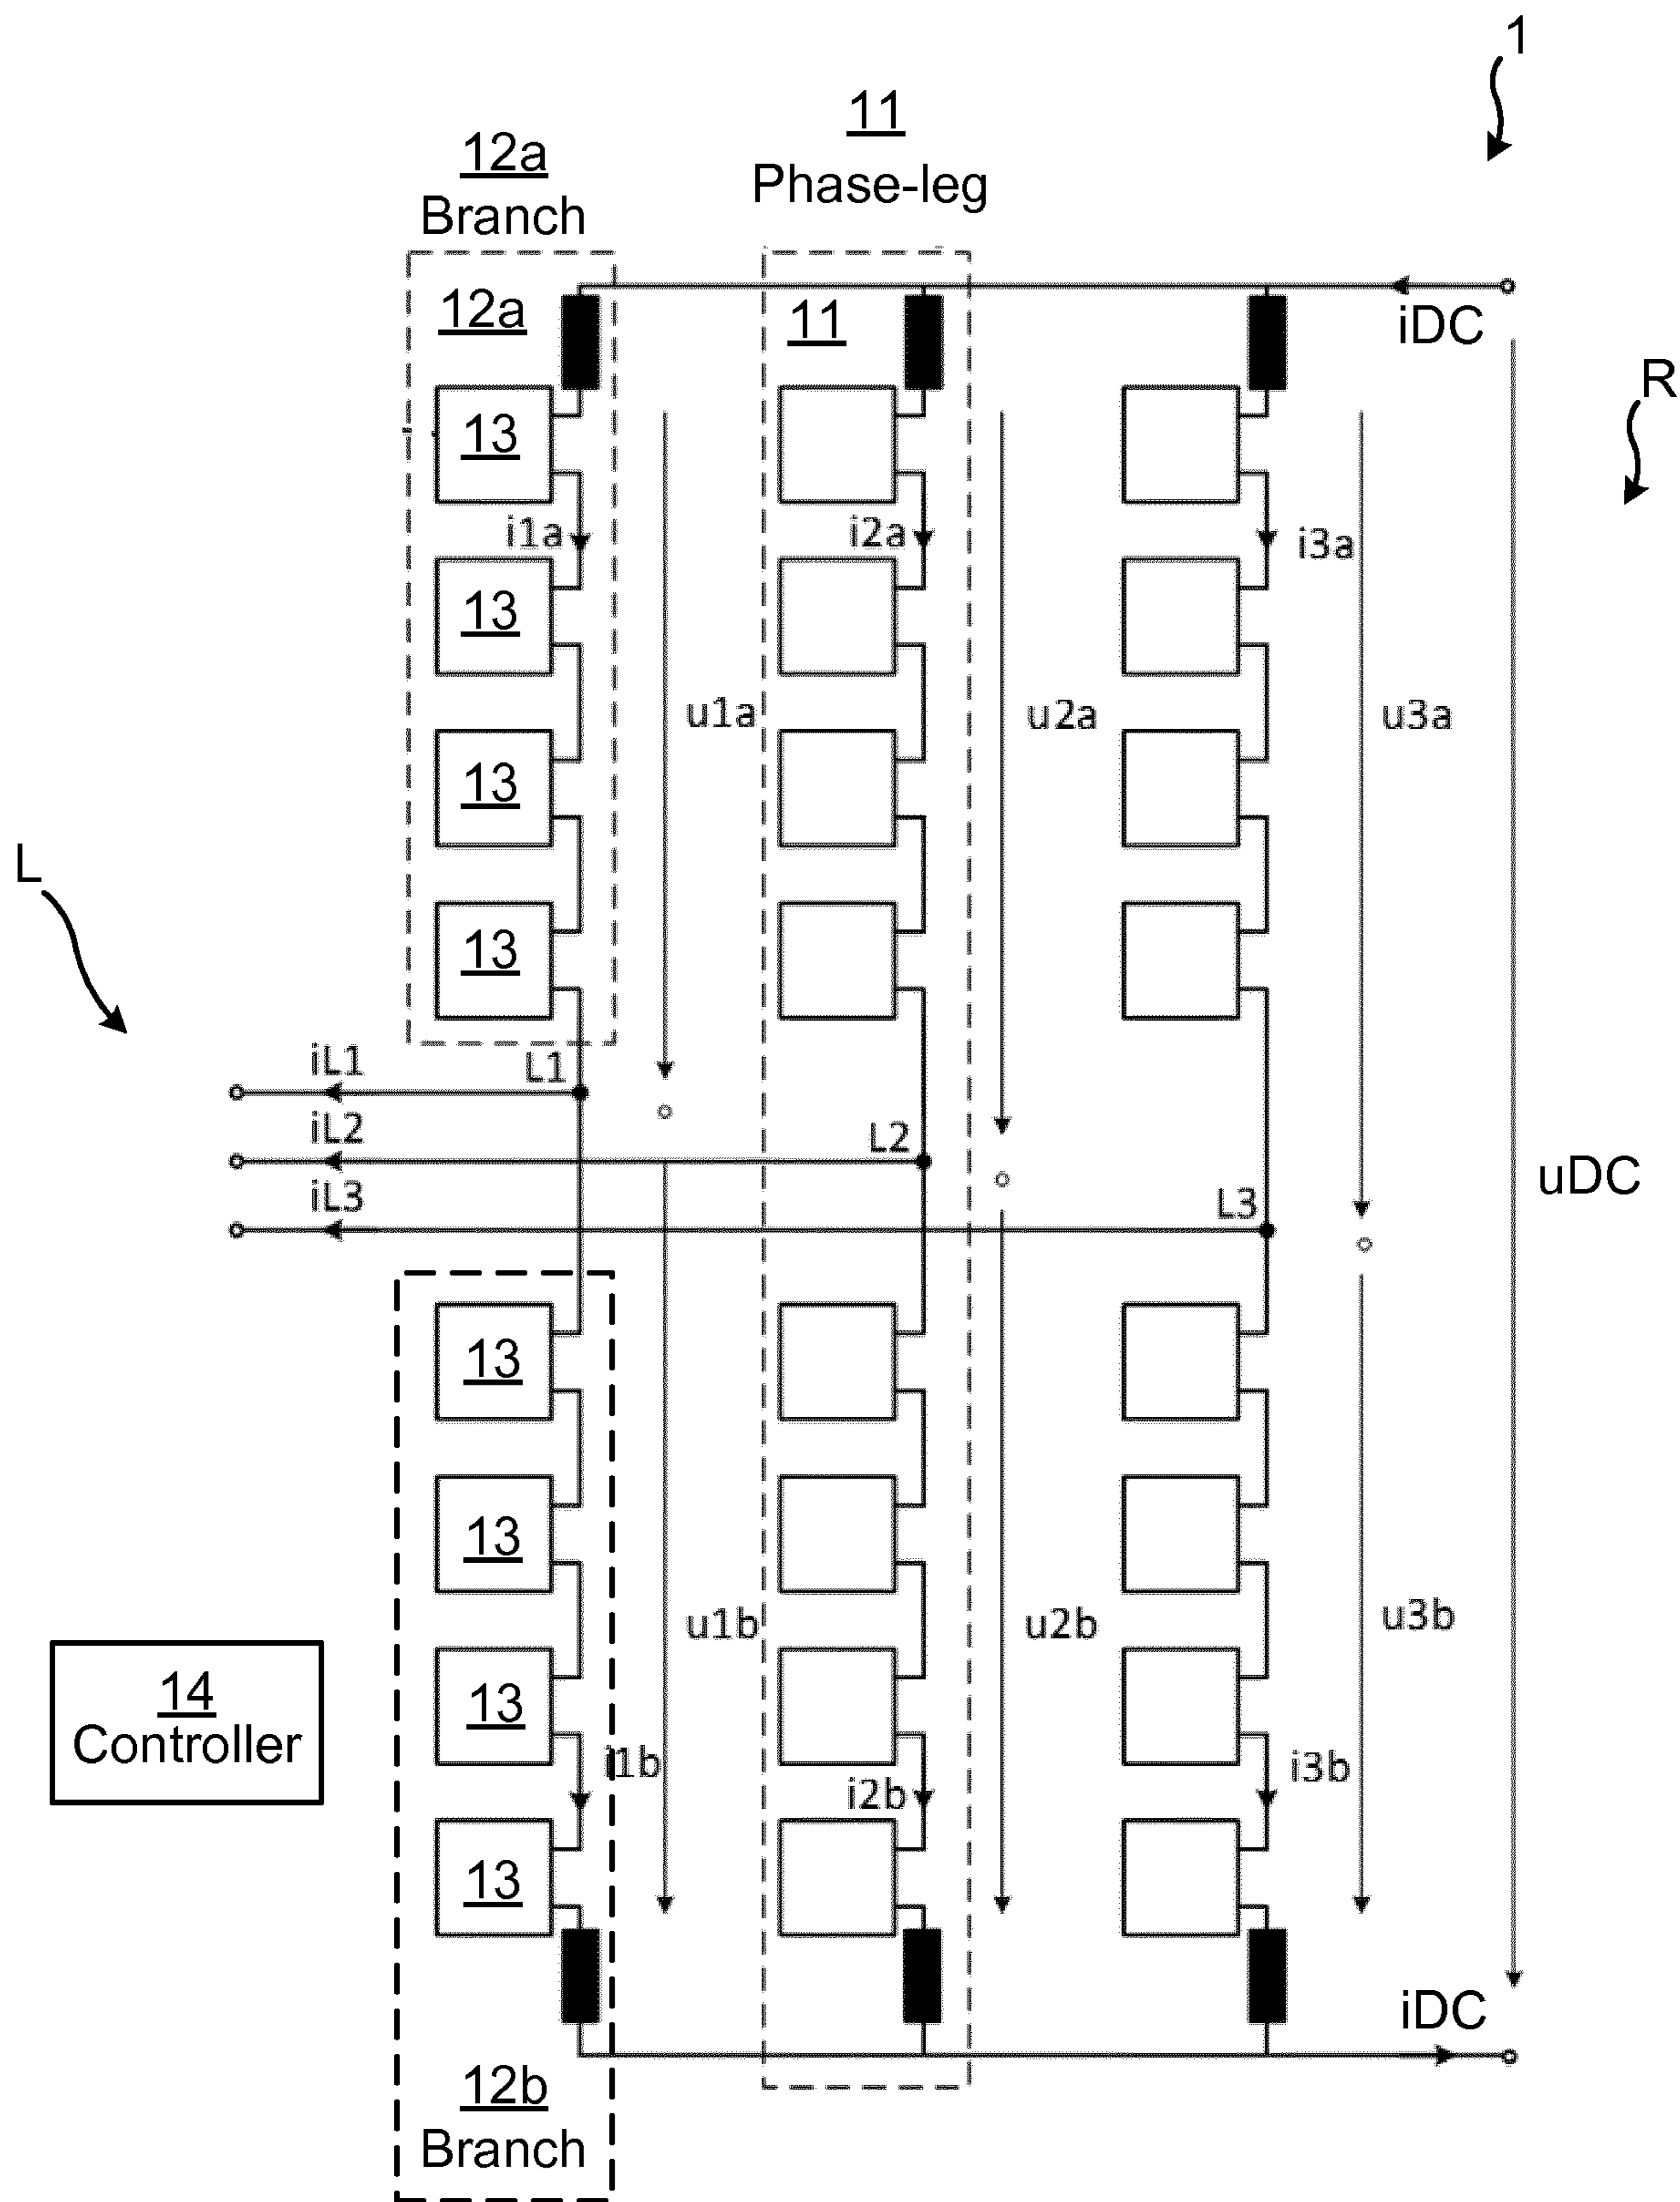 1
11
Phase-leg
12a
Branch
12a
11
iDC
R
13
i1a
i2a
i3a
13
u1a
u2a
u3a
13
L
13
iL1
L1
iL2
L2
iL3
L3
uDC
13
13
u1b
u2b
u3b
14
Controller
13
i1b
i2b
i3b
13
iDC
12b
Branch